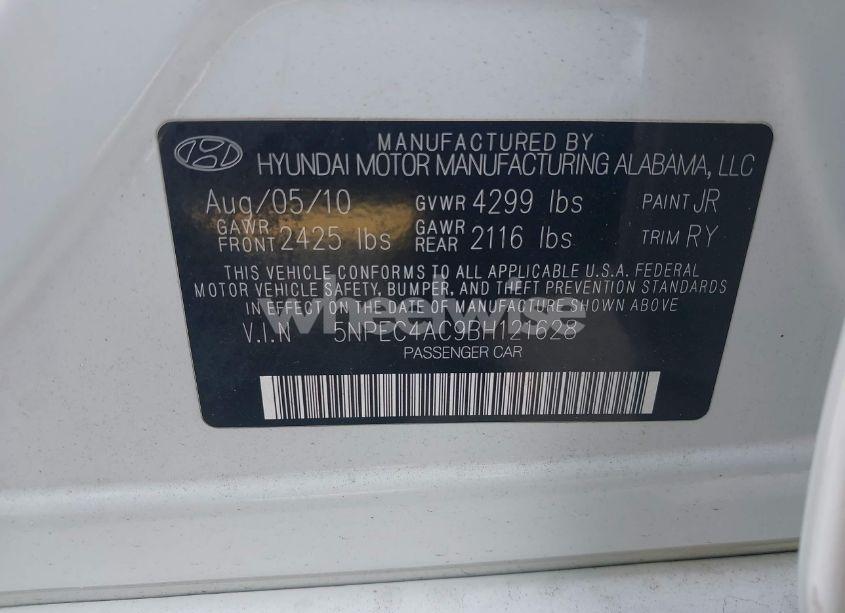 MANUFACTURED BY
HYUNDAI MOTOR MANUFACTURING ALABAMA, LLC
Aug/05/10 GVWR 4299 lbs PAINT JR
GAWR FRONT 2425 lbs GAWR REAR 2116 lbs TRIM RY
THIS VEHICLE CONFORMS TO ALL APPLICABLE U.S.A. FEDERAL
MOTOR VEHICLE SAFETY, BUMPER, AND THEFT PREVENTION STANDARDS
IN EFFECT ON THE DATE OF MANUFACTURE SHOWN ABOVE
wheelwise
V.I.N 5NPEC4AC9BH121628
PASSENGER CAR